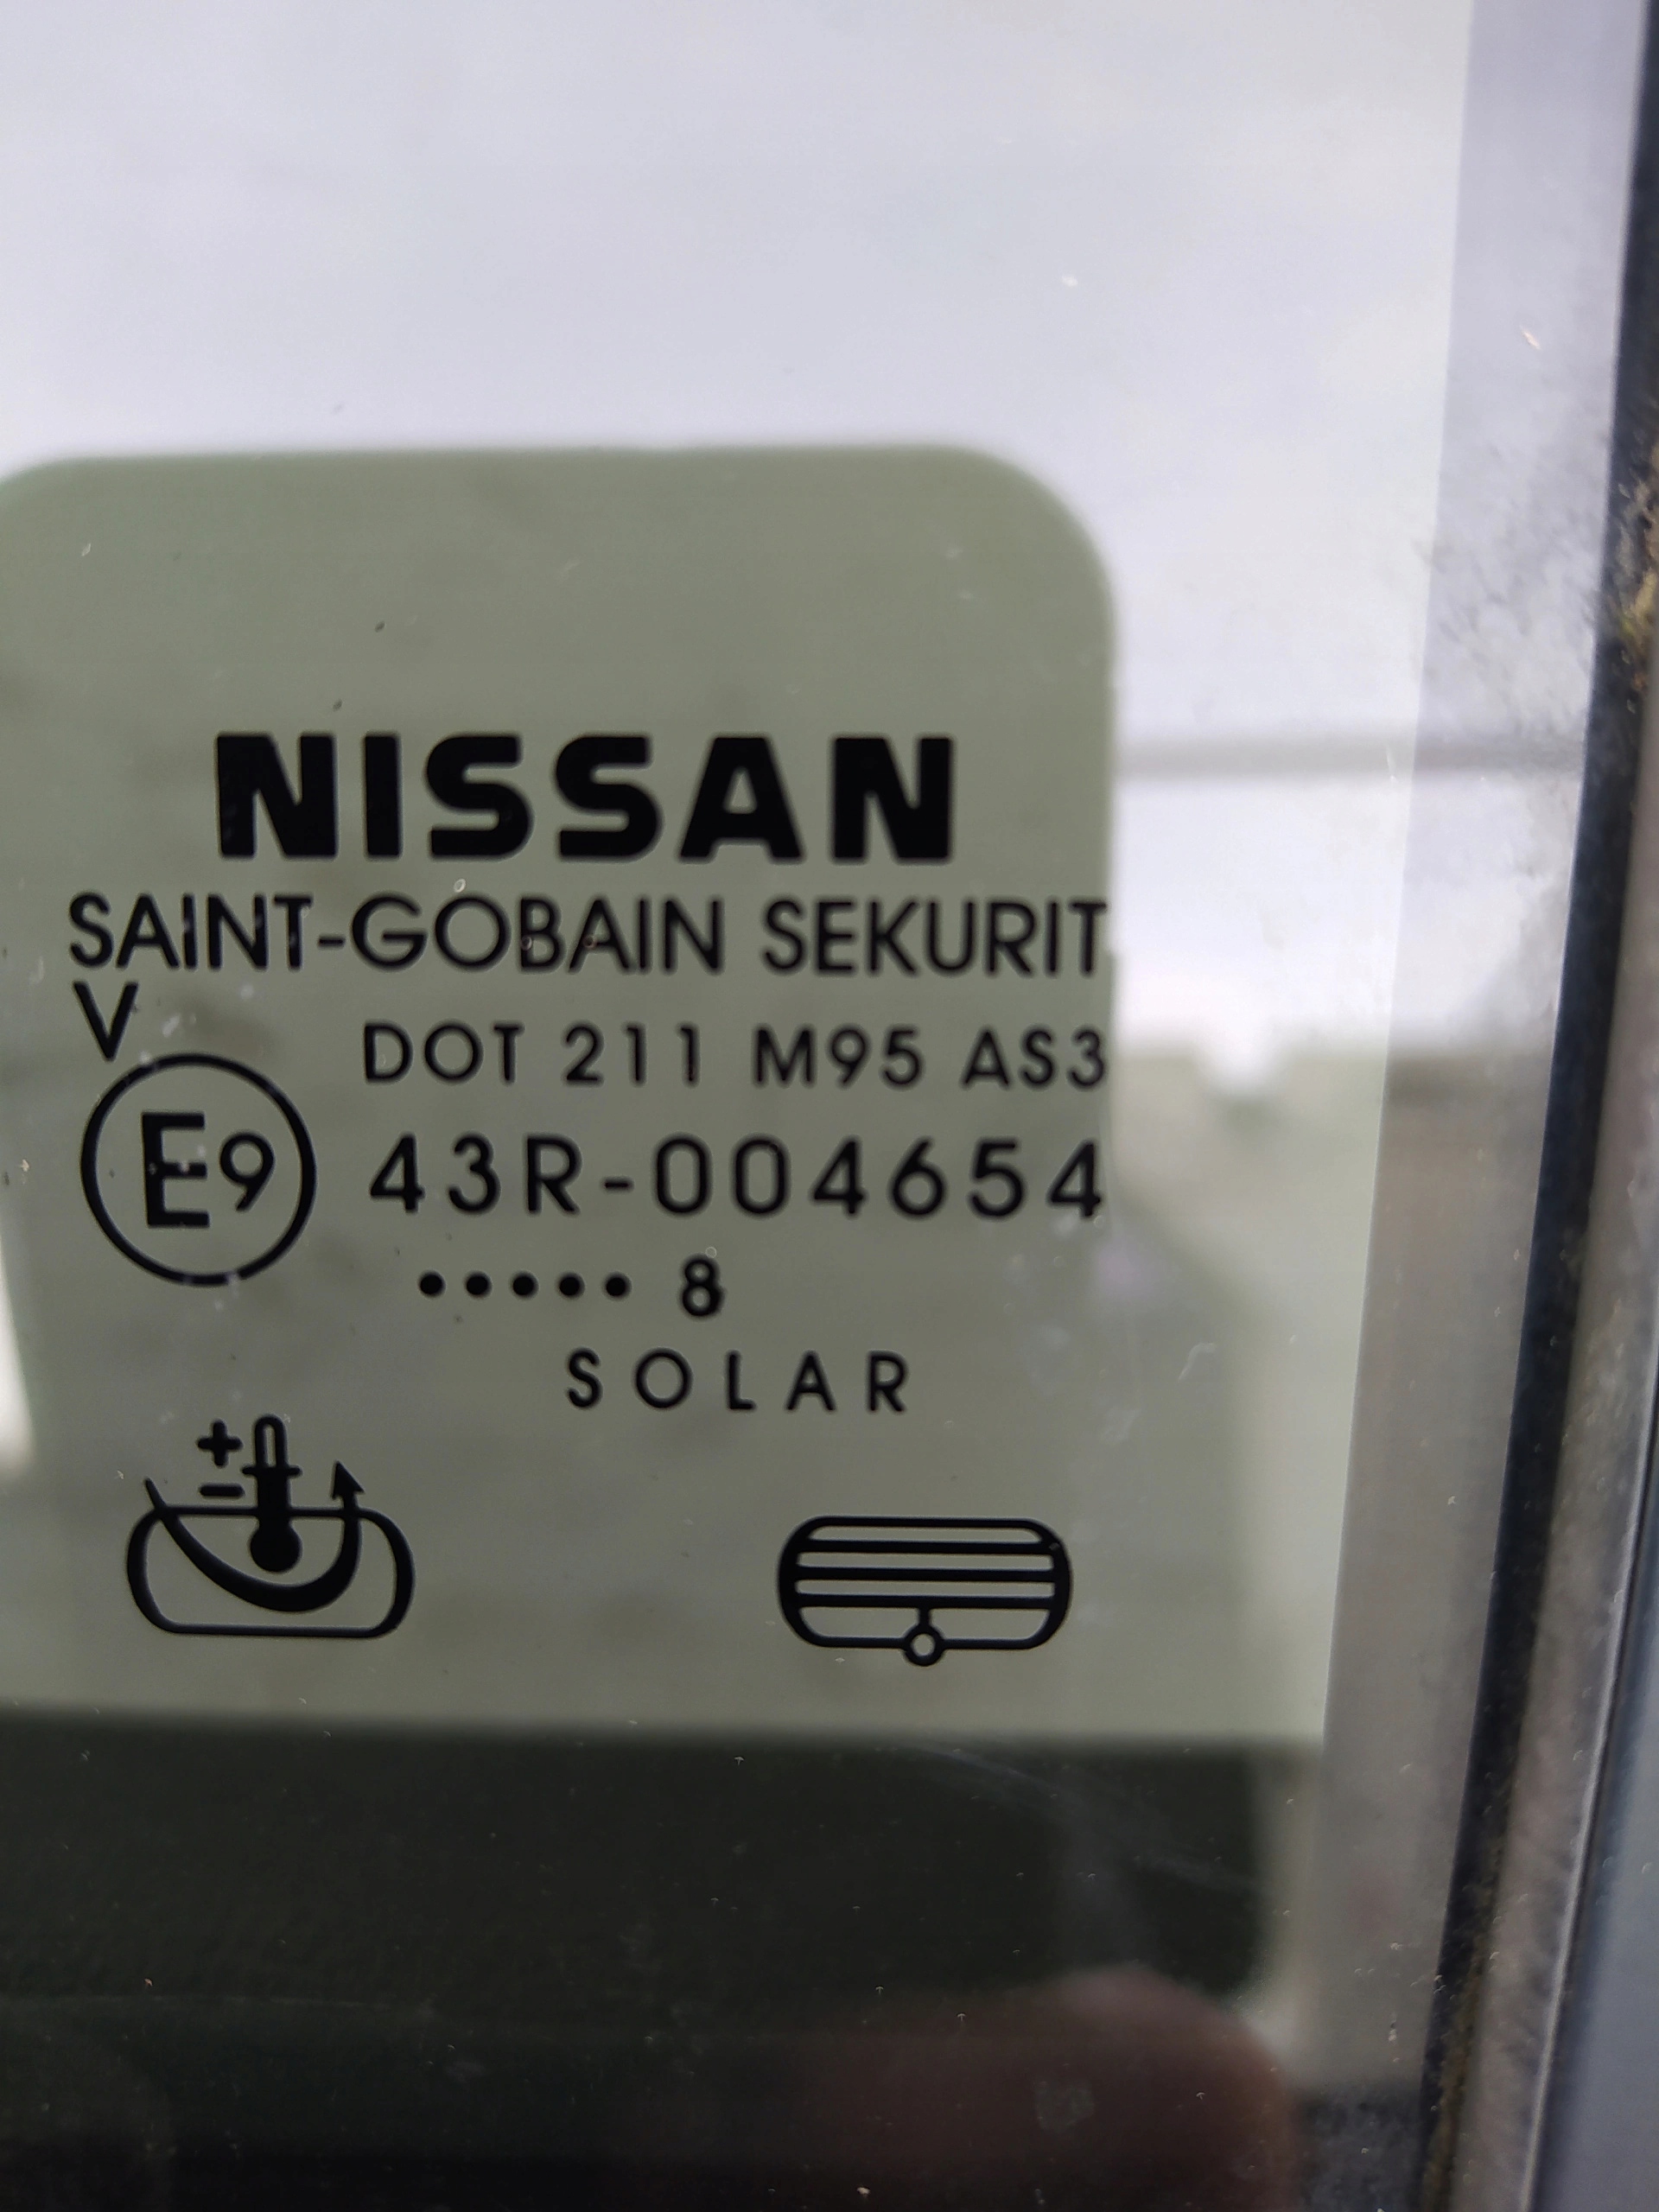 NISSAN
SAINT-GOBAIN SEKURIT
V
DOT 211 M95 AS3
E9 43R-004654
••••• 8
SOLAR
+
-